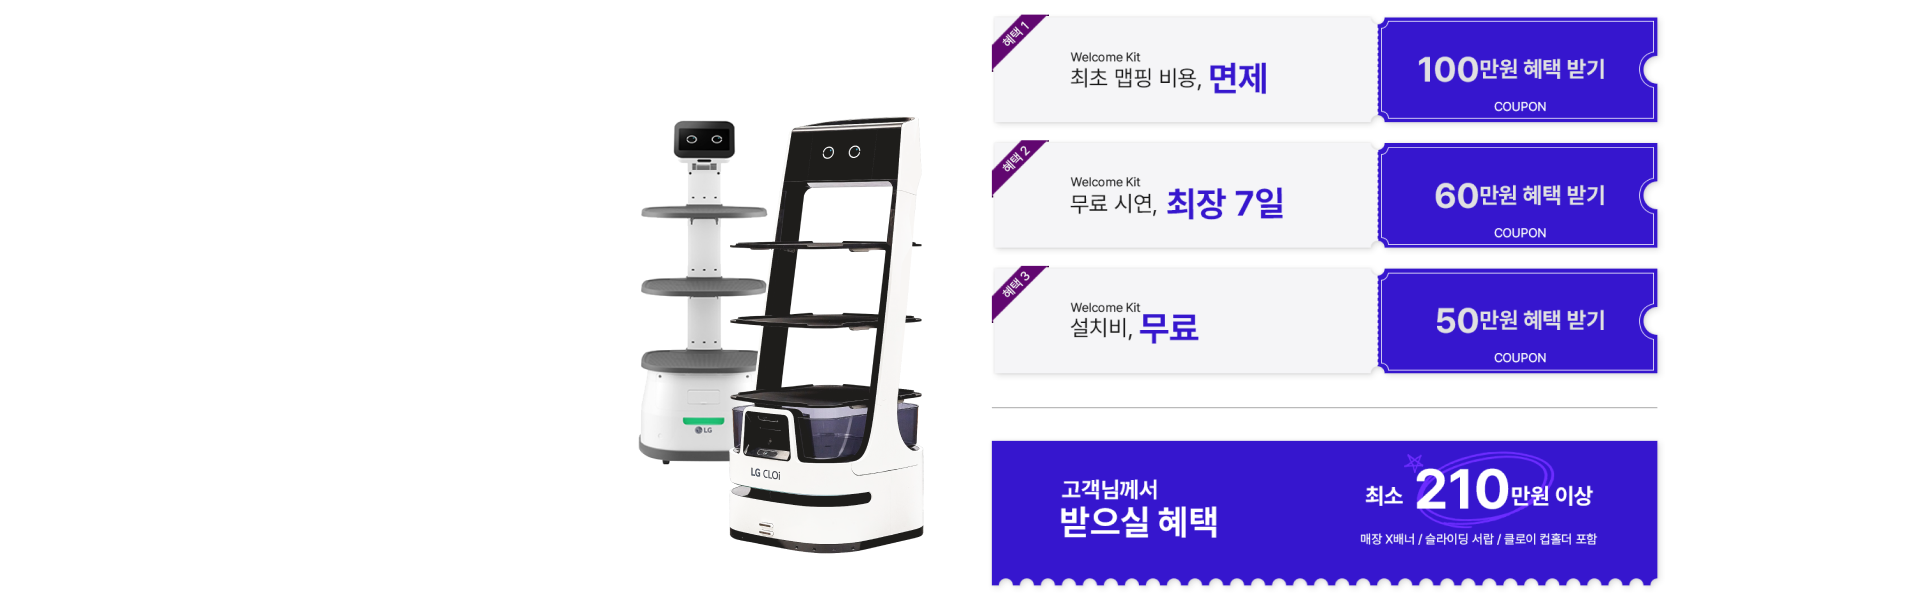 혜택 1
Welcome Kit
최초 맵핑 비용, 면제
100만원 혜택 받기
COUPON
혜택 2
Welcome Kit
무료 시연, 최장 7일
60만원 혜택 받기
COUPON
혜택 3
Welcome Kit
설치비, 무료
50만원 혜택 받기
COUPON
LG
LG CLOi
고객님께서
받으실 혜택
최소 210만원 이상
매장 X배너 / 슬라이딩 서랍 / 클로이 컵홀더 포함